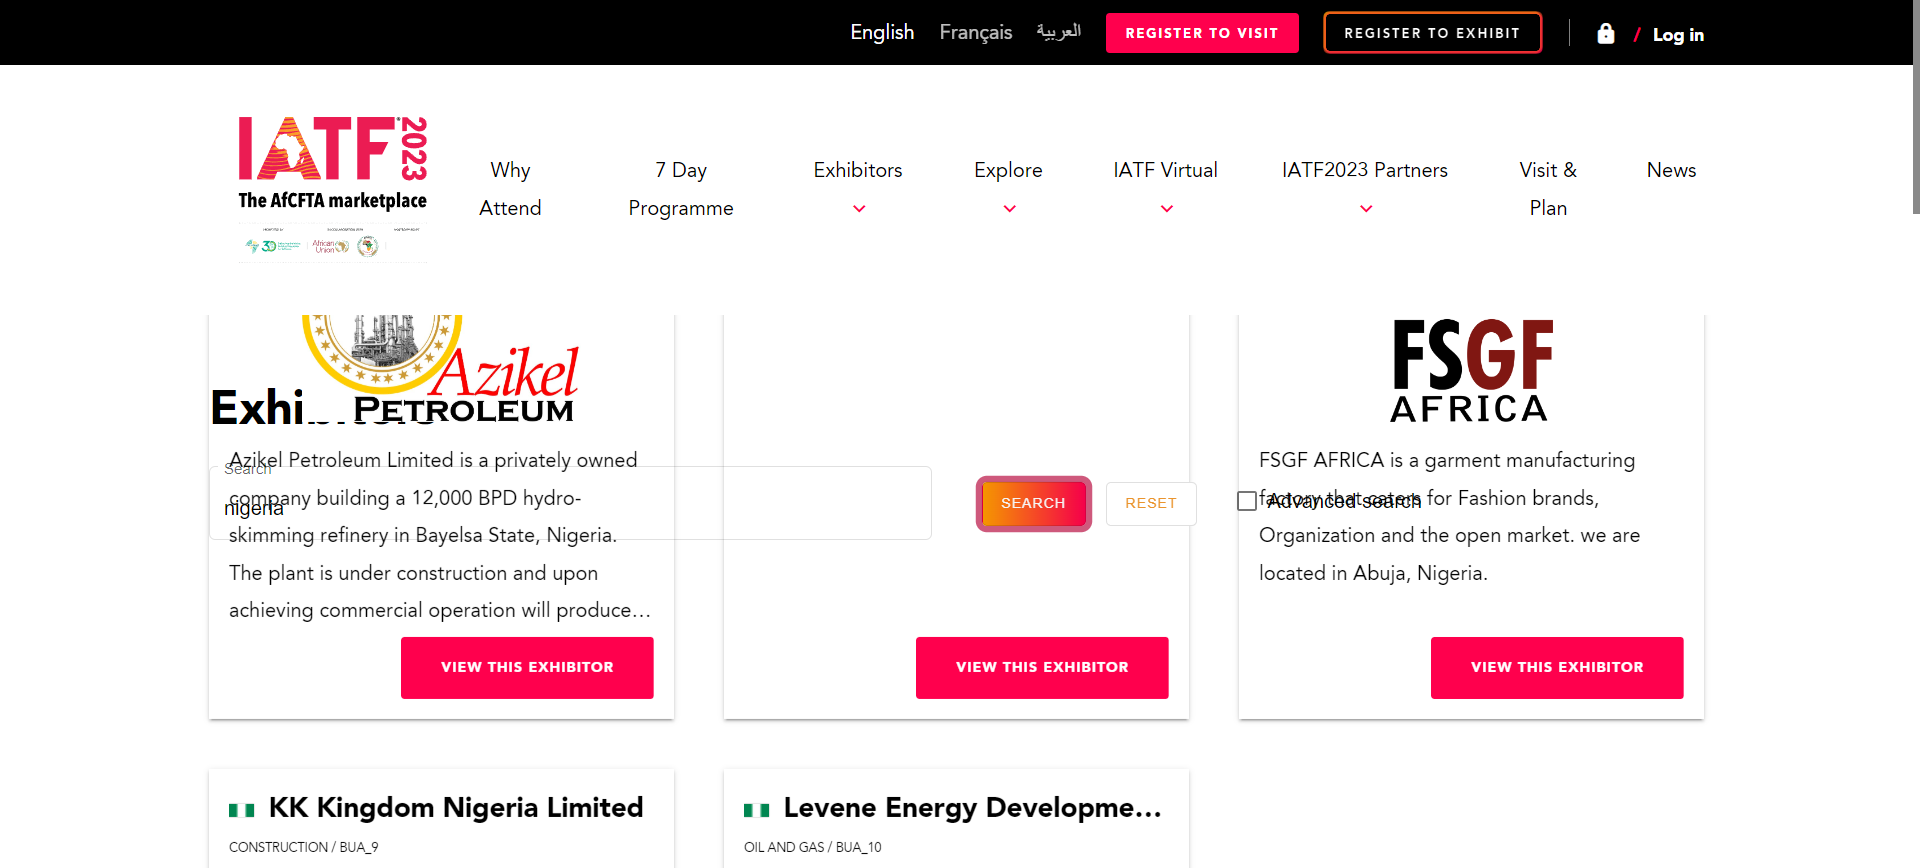 English Français العربية REGISTER TO VISIT REGISTER TO EXHIBIT / Log in
IATF 2023
The AfCFTA marketplace
African Union
Why Attend
7 Day Programme
Exhibitors
Explore
IATF Virtual
IATF2023 Partners
Visit & Plan
News
Azikel
PETROLEUM
FSGF
AFRICA
Exhibitors
Search
nigeria
SEARCH
RESET
Advanced search
Azikel Petroleum Limited is a privately owned
company building a 12,000 BPD hydro-
skimming refinery in Bayelsa State, Nigeria.
The plant is under construction and upon
achieving commercial operation will produce…
VIEW THIS EXHIBITOR
VIEW THIS EXHIBITOR
FSGF AFRICA is a garment manufacturing
factory that caters for Fashion brands,
Organization and the open market. we are
located in Abuja, Nigeria.
VIEW THIS EXHIBITOR
KK Kingdom Nigeria Limited
CONSTRUCTION / BUA_9
Levene Energy Developme…
OIL AND GAS / BUA_10